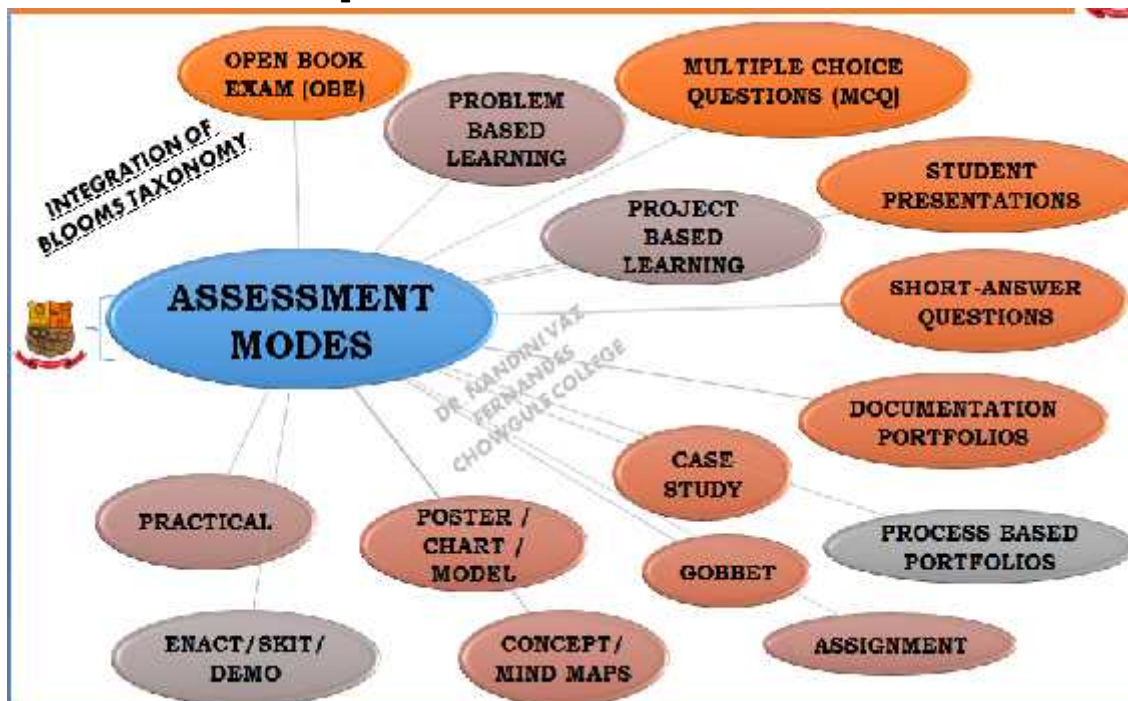 OPEN BOOK
EXAM (OBE)
PROBLEM
BASED
LEARNING
MULTIPLE CHOICE
QUESTIONS (MCQ)
INTEGRATION OF
BLOOMS TAXONOMY
STUDENT
PRESENTATIONS
PROJECT
BASED
LEARNING
ASSESSMENT
MODES
SHORT-ANSWER
QUESTIONS
DR NANDINI VAZ
FERNANDES
CHOWGULE COLLEGE
DOCUMENTATION
PORTFOLIOS
CASE
STUDY
PROCESS BASED
PORTFOLIOS
PRACTICAL
POSTER /
CHART /
MODEL
GOBBET
ENACT/SKIT/
DEMO
CONCEPT/
MIND MAPS
ASSIGNMENT